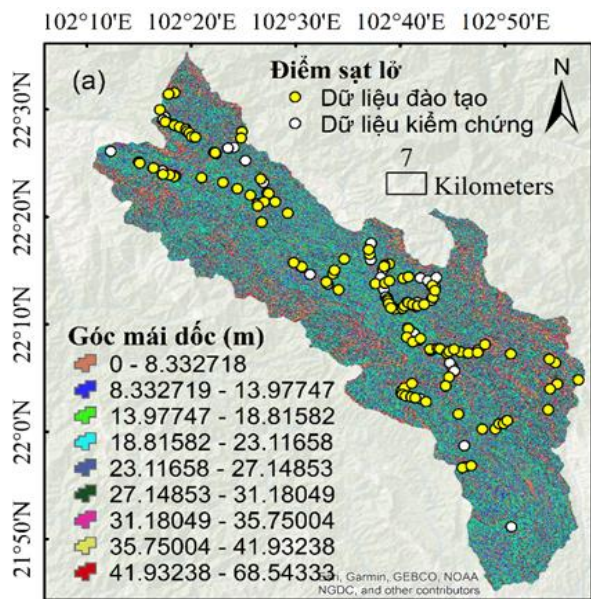 102°10'E 102°20'E 102°30'E 102°40'E 102°50'E
(a)
Điểm sạt lở
Dữ liệu đào tạo
Dữ liệu kiểm chứng
N
7
Kilometers
22°30'N
22°20'N
22°10'N
22°0'N
21°50'N
Góc mái dốc (m)
0 - 8.332718
8.332719 - 13.97747
13.97747 - 18.81582
18.81582 - 23.11658
23.11658 - 27.14853
27.14853 - 31.18049
31.18049 - 35.75004
35.75004 - 41.93238
41.93238 - 68.54333
Esri, Garmin, GEBCO, NOAA
NGDC, and other contributors